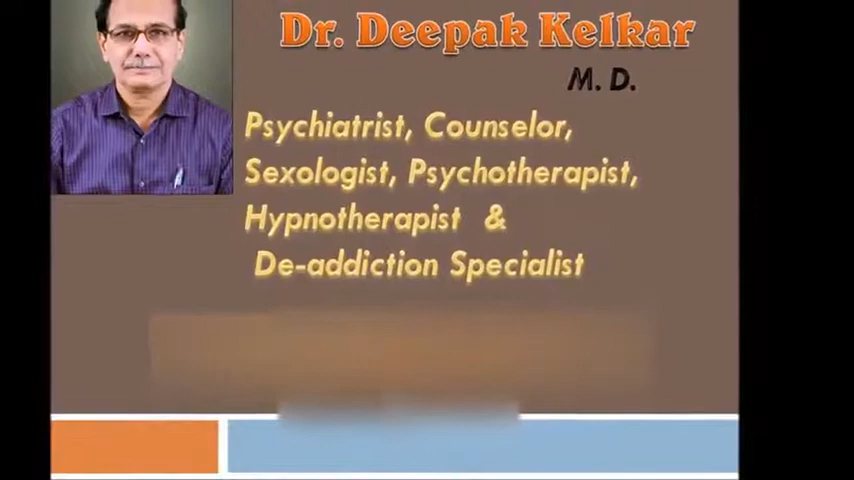 Dr. Deepak Kelkar
M. D.
Psychiatrist, Counselor,
Sexologist, Psychotherapist,
Hypnotherapist &
De-addiction Specialist